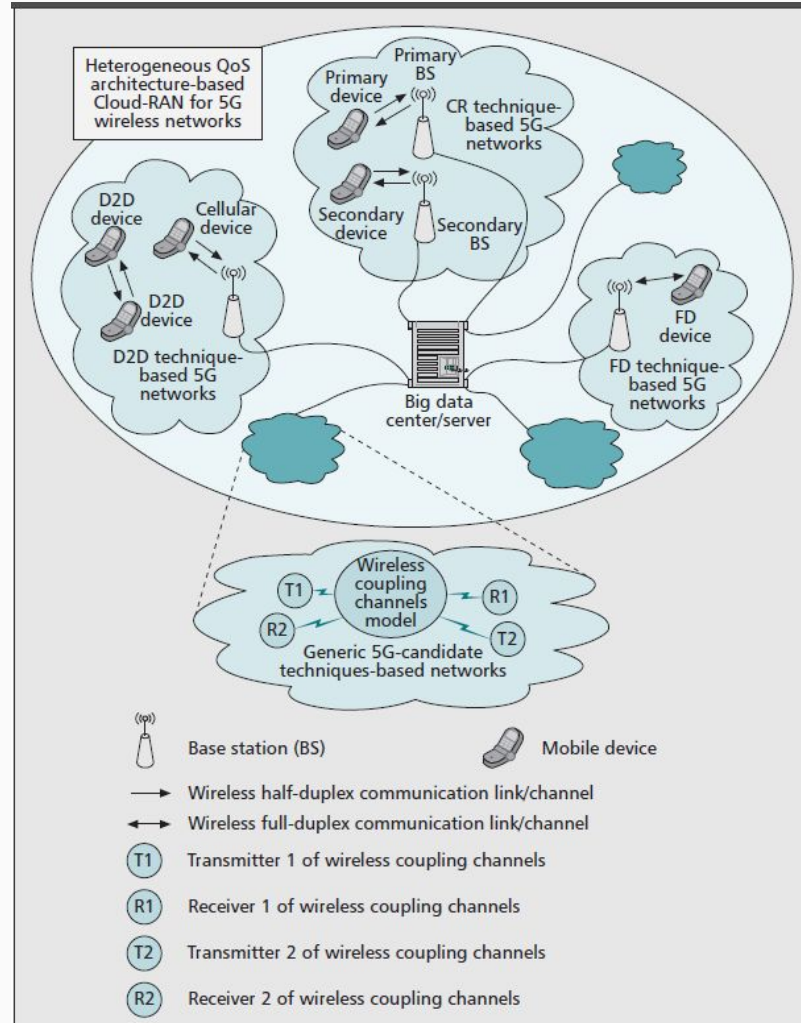 Heterogeneous QoS
architecture-based
Cloud-RAN for 5G
wireless networks
Primary
BS
Primary
device
CR technique-
based 5G
networks
Secondary
device
Secondary
BS
D2D
device
Cellular
device
D2D
device
D2D technique-
based 5G
networks
FD
device
FD technique-
based 5G
networks
Big data
center/server
Wireless
coupling
channels
model
T1
R1
R2
T2
Generic 5G-candidate
techniques-based networks
Base station (BS)
Mobile device
Wireless half-duplex communication link/channel
Wireless full-duplex communication link/channel
T1 Transmitter 1 of wireless coupling channels
R1 Receiver 1 of wireless coupling channels
T2 Transmitter 2 of wireless coupling channels
R2 Receiver 2 of wireless coupling channels